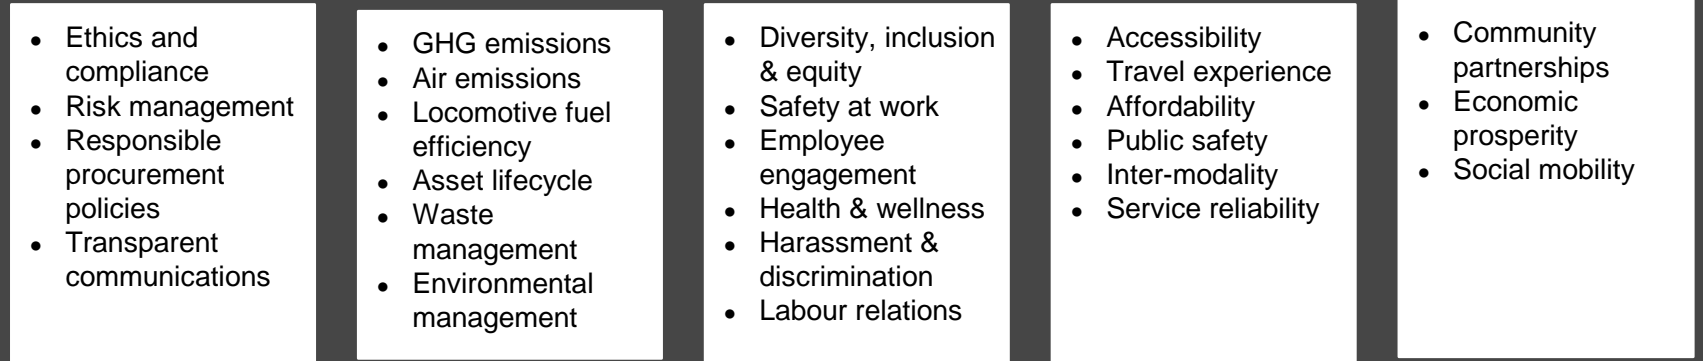 • Ethics and
compliance
• Risk management
• Responsible
procurement
policies
• Transparent
communications
• GHG emissions
• Air emissions
• Locomotive fuel
efficiency
• Asset lifecycle
• Waste
management
• Environmental
management
• Diversity, inclusion
& equity
• Safety at work
• Employee
engagement
• Health & wellness
• Harassment &
discrimination
• Labour relations
• Accessibility
• Travel experience
• Affordability
• Public safety
• Inter-modality
• Service reliability
• Community
partnerships
• Economic
prosperity
• Social mobility